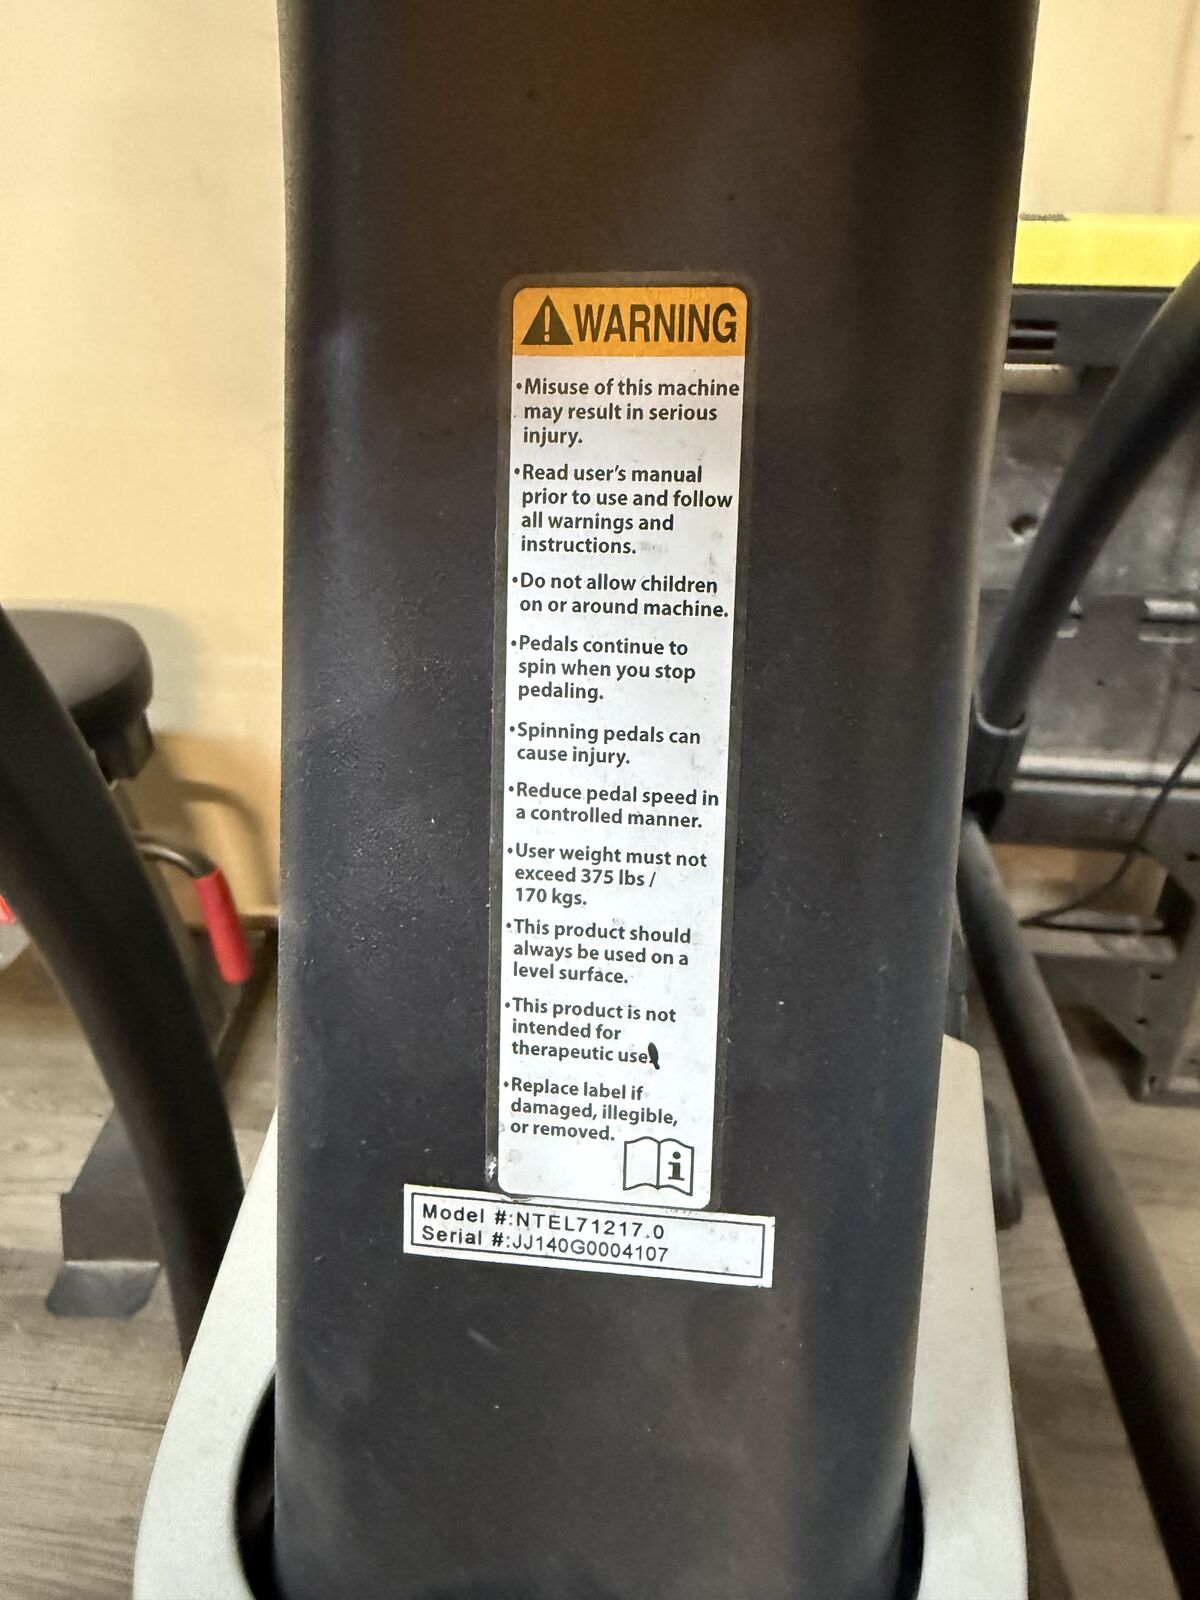 WARNING
•Misuse of this machine
may result in serious
injury.
•Read user's manual
prior to use and follow
all warnings and
instructions.
•Do not allow children
on or around machine.
•Pedals continue to
spin when you stop
pedaling.
•Spinning pedals can
cause injury.
•Reduce pedal speed in
a controlled manner.
•User weight must not
exceed 375 lbs /
170 kgs.
•This product should
always be used on a
level surface.
•This product is not
intended for
therapeutic use.
•Replace label if
damaged, illegible,
or removed.
Model #:NTEL71217.0
Serial #:JJ140G0004107